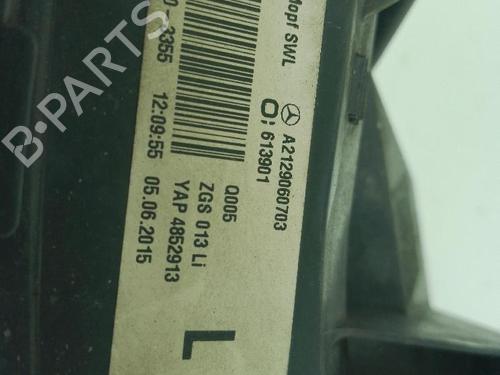 Mopf SWL
A2129060703
613901
3355 12:09:55
Q005
ZGS 013 Li
YAP 4852913
05.06.2015
L
B-PARTS